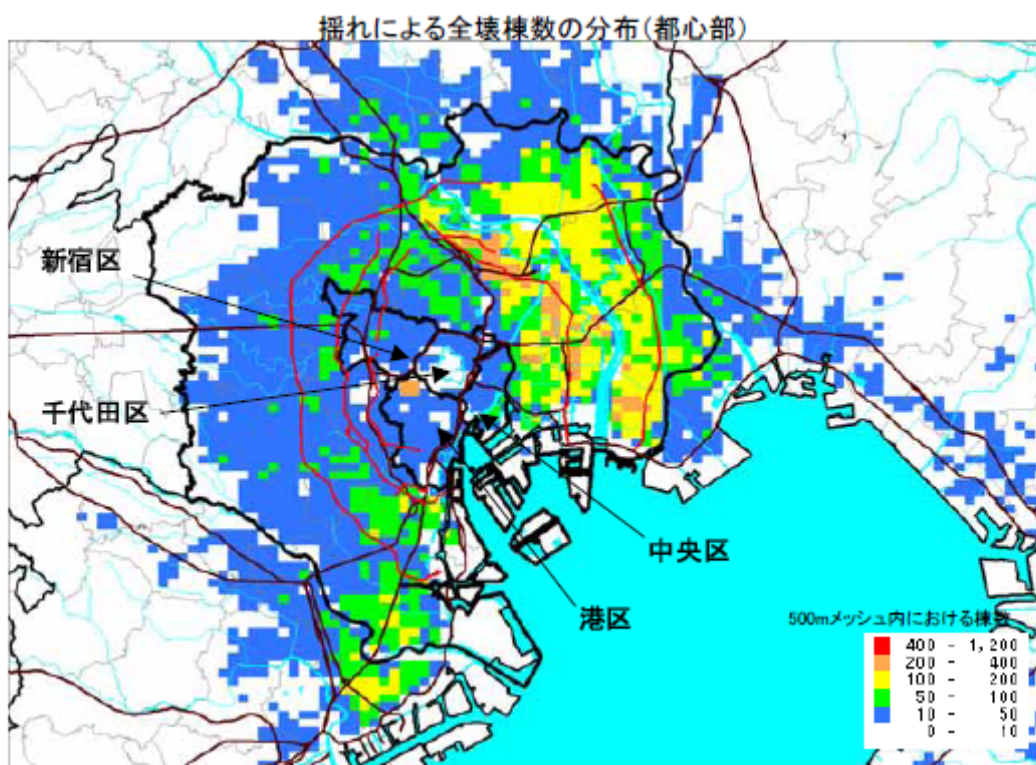 揺れによる全壊棟数の分布(都心部)
新宿区
千代田区
中央区
港区
500mメッシュ内における棟数
400 - 1,200
200 - 400
100 - 200
50 - 100
10 - 50
0 - 10